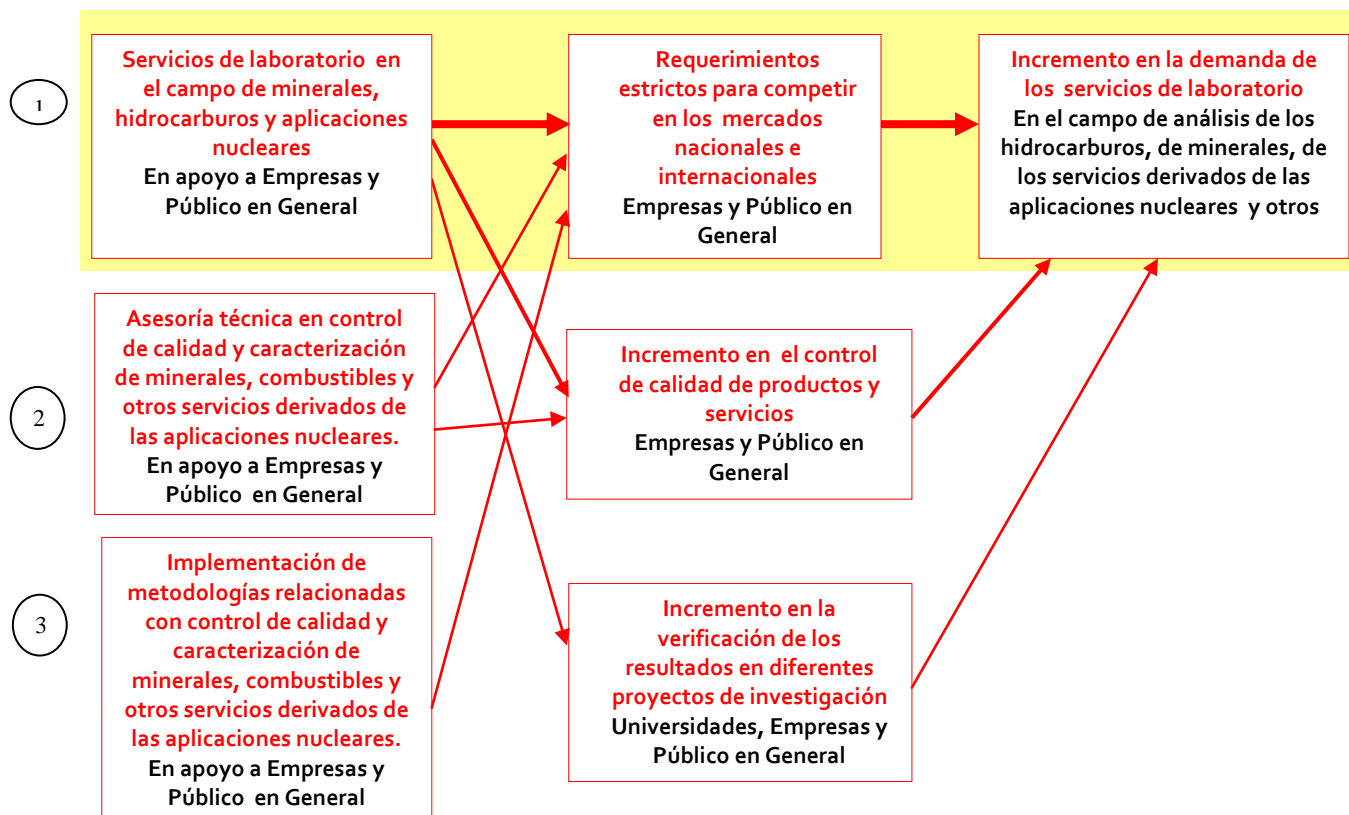 1
Servicios de laboratorio en
el campo de minerales,
hidrocarburos y aplicaciones
nucleares
En apoyo a Empresas y
Público en General
Requerimientos
estrictos para competir
en los mercados
nacionales e
internacionales
Empresas y Público en
General
Incremento en la demanda de
los servicios de laboratorio
En el campo de análisis de los
hidrocarburos, de minerales, de
los servicios derivados de las
aplicaciones nucleares y otros
2
Asesoría técnica en control
de calidad y caracterización
de minerales, combustibles y
otros servicios derivados de
las aplicaciones nucleares.
En apoyo a Empresas y
Público en General
Incremento en el control
de calidad de productos y
servicios
Empresas y Público en
General
3
Implementación de
metodologías relacionadas
con control de calidad y
caracterización de
minerales, combustibles y
otros servicios derivados de
las aplicaciones nucleares.
En apoyo a Empresas y
Público en General
Incremento en la
verificación de los
resultados en diferentes
proyectos de investigación
Universidades, Empresas y
Público en General